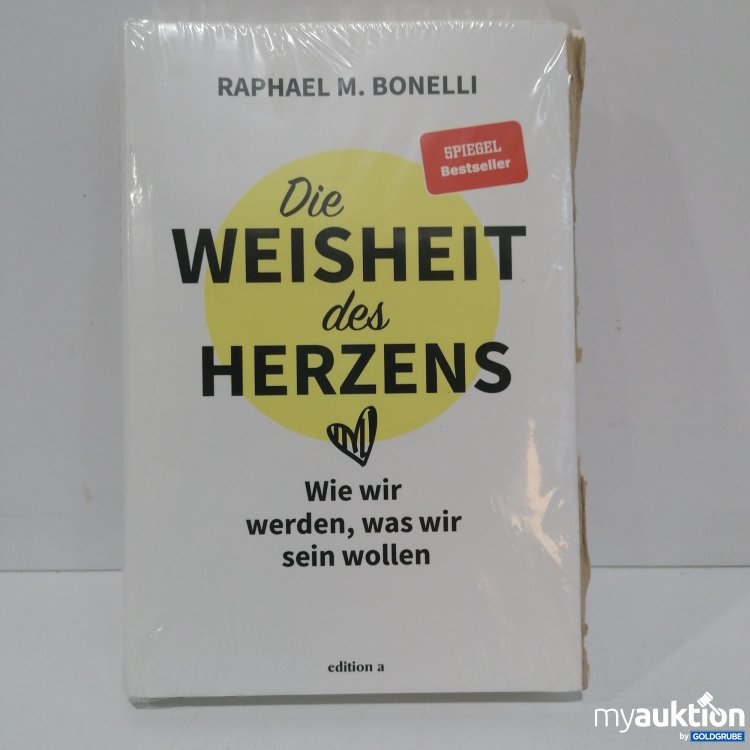 RAPHAEL M. BONELLI
SPIEGEL
Bestseller
Die
WEISHEIT
des
HERZENS
Wie wir
werden, was wir
sein wollen
edition a
myauktion
by GOLDGRUBE